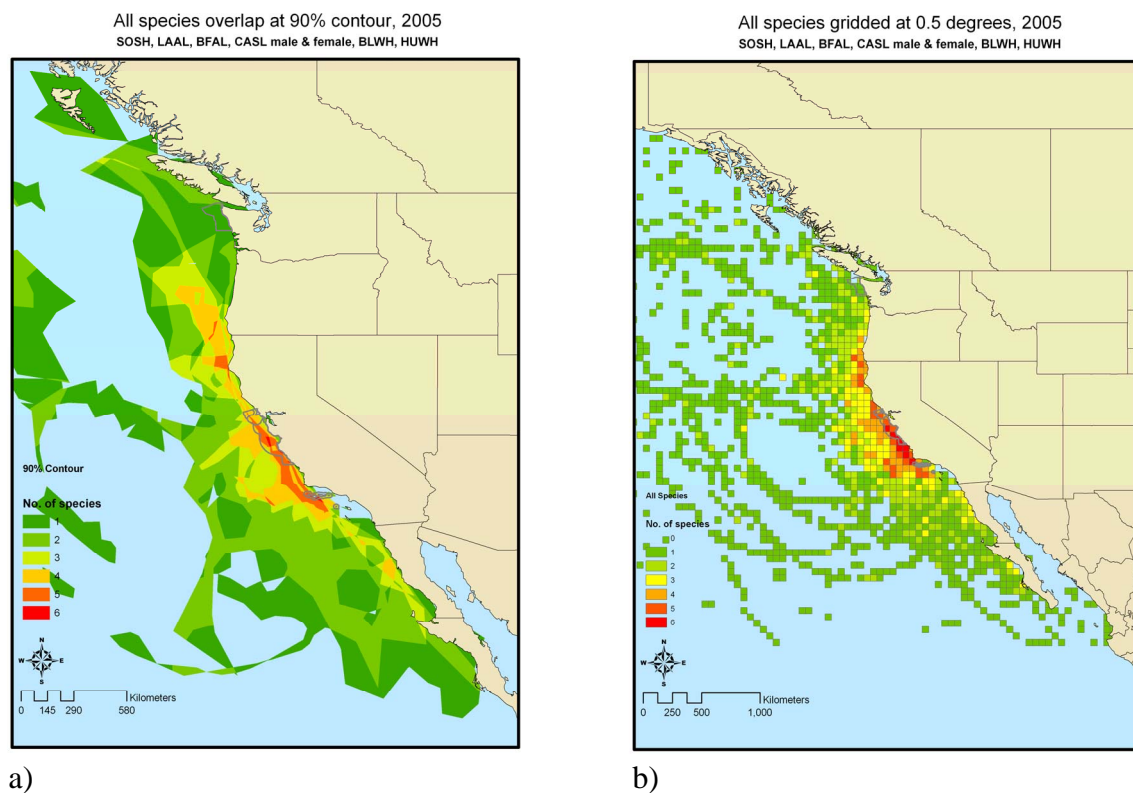 All species overlap at 90% contour, 2005
SOSH, LAAL, BFAL, CASL male & female, BLWH, HUWH
90% Contour
No. of species
1
2
3
4
5
6
N
W E
S
Kilometers
0 145 290 580
a)
All species gridded at 0.5 degrees, 2005
SOSH, LAAL, BFAL, CASL male & female, BLWH, HUWH
All Species
No. of species
0
1
2
3
4
5
6
N
W E
S
Kilometers
0 250 500 1,000
b)